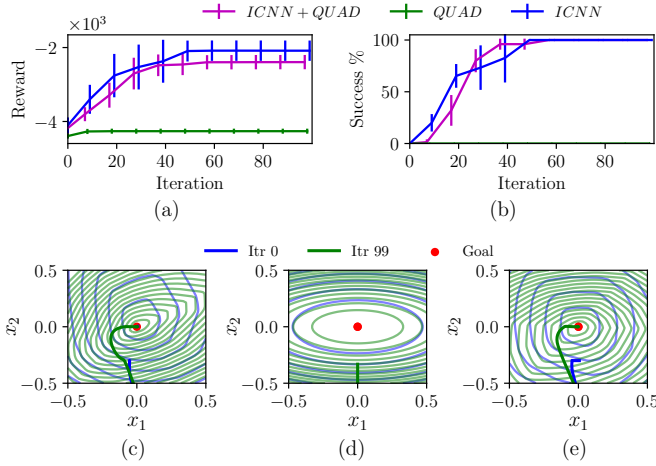 ICNN + QUAD QUAD ICNN
×10³
−2
−4
Reward
0 20 40 60 80
Iteration
(a)
100
75
50
25
0
Success %
0 20 40 60 80
Iteration
(b)
Itr 0 Itr 99 Goal
0.5
0.0
−0.5
x₂
−0.5 0.0 0.5
x₁
(c)
0.5
0.0
−0.5
x₂
−0.5 0.0 0.5
x₁
(d)
0.5
0.0
−0.5
x₂
−0.5 0.0 0.5
x₁
(e)